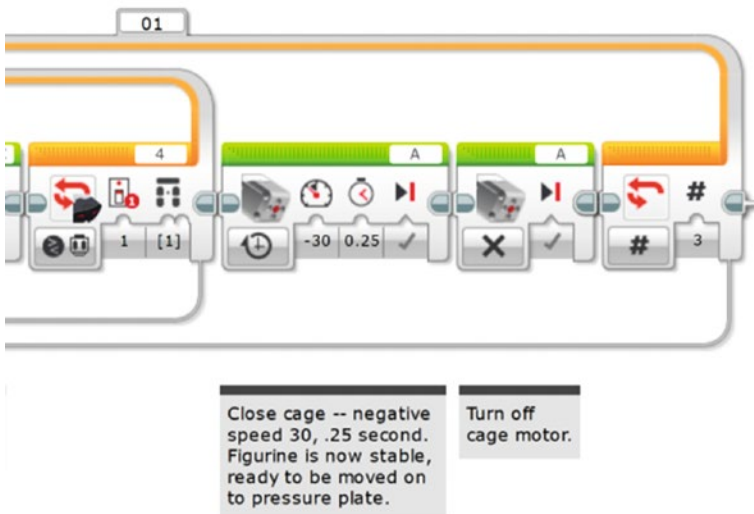 01
4
A
A
#
1
[1]
-30
0.25
#
3
Close cage -- negative
speed 30, .25 second.
Figurine is now stable,
ready to be moved on
to pressure plate.
Turn off
cage motor.